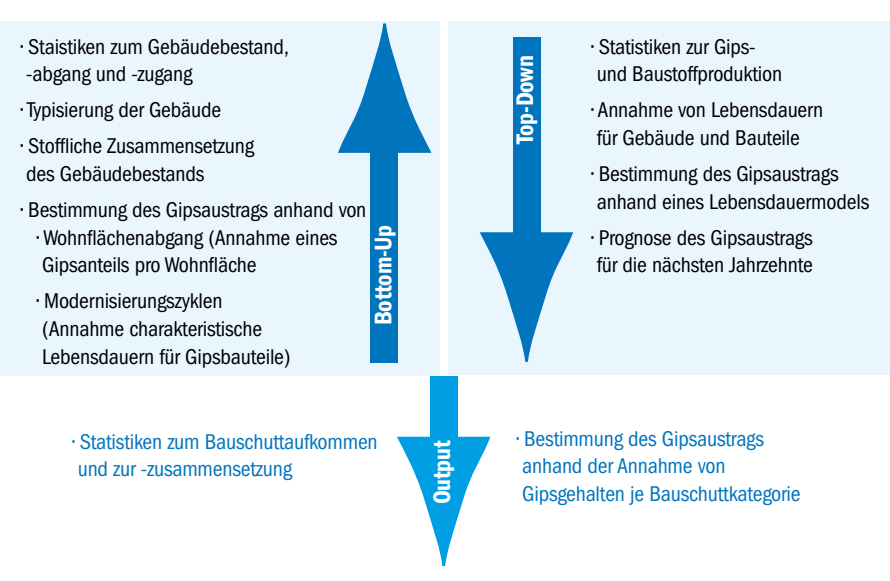 · Staistiken zum Gebäudebestand,
-abgang und -zugang
· Typisierung der Gebäude
· Stoffliche Zusammensetzung
des Gebäudebestands
· Bestimmung des Gipsaustrags anhand von
· Wohnflächenabgang (Annahme eines
Gipsanteils pro Wohnfläche
· Modernisierungszyklen
(Annahme charakteristische
Lebensdauern für Gipsbauteile)
Bottom-Up
Top-Down
· Statistiken zur Gips-
und Baustoffproduktion
· Annahme von Lebensdauern
für Gebäude und Bauteile
· Bestimmung des Gipsaustrags
anhand eines Lebensdauermodels
· Prognose des Gipsaustrags
für die nächsten Jahrzehnte
· Statistiken zum Bauschuttaufkommen
und zur -zusammensetzung
Output
· Bestimmung des Gipsaustrags
anhand der Annahme von
Gipsgehalten je Bauschuttkategorie